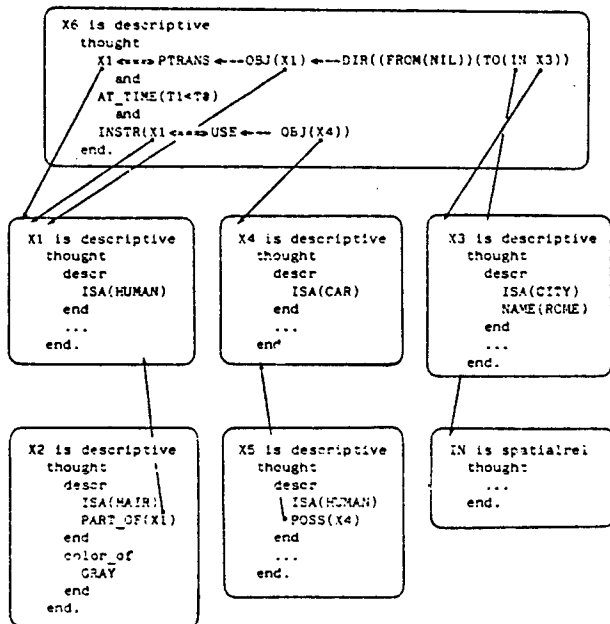 X6 is descriptive
thought
X1<---->PTRANS<---OBJ(X1)<---DIR((FROM(NIL))(TO(IN X3))
and
AT_TIME(T1<T0)
and
INSTR(X1<---->USE<--- OBJ(X4))
end.
X1 is descriptive
thought
descr
ISA(HUMAN)
end
...
end.
X4 is descriptive
thought
descr
ISA(CAR)
end
...
end
X3 is descriptive
thought
descr
ISA(CITY)
NAME(ROME)
end
...
end.
X2 is descriptive
thought
descr
ISA(HAIR)
PART_OF(X1)
end
color_of
GRAY
end
end.
X5 is descriptive
thought
descr
ISA(HUMAN)
POSS(X4)
end
...
end.
IN is spatialrel
thought
...
end.